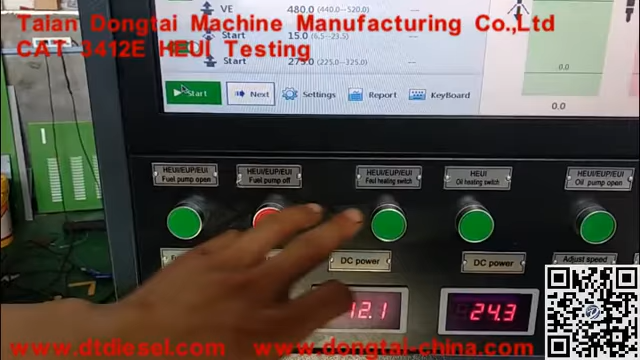 Taian Dongtai Machine Manufacturing Co.,Ltd
CAT 3412E HEUI Testing
VE 480.0 (440.0~520.0)
Start 15.0 (6.5~23.5) --
Start 275.0 (225.0~325.0) --
0.0
0.0
Start Next Settings Report KeyBoard
HEUI/EUP/EUI
Fuel pump open
HEUI/EUP/EUI
Fuel pump off
HEUI/EUP/EUI
Feul heating switch
HEUI
Oil heating switch
HEUI/EUP/EUI
Oil pump open
DC power
DC power
Adjust speed
12.1
24.3
www.dtdiesel.com www.dongtai-china.com